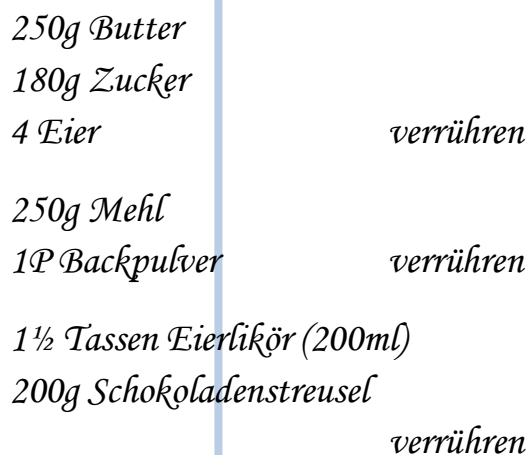 250g Butter
180g Zucker
4 Eier verrühren
250g Mehl
1P Backpulver verrühren
1½ Tassen Eierlikör (200ml)
200g Schokoladenstreusel
verrühren